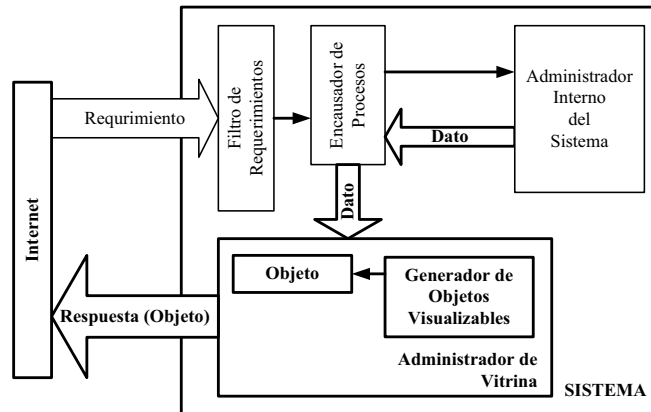 Internet
Requrimiento
Filtro de
Requerimientos
Encausador de
Procesos
Administrador
Interno
del
Sistema
Dato
Dato
Objeto
Generador de
Objetos
Visualizables
Respuesta (Objeto)
Administrador de
Vitrina
SISTEMA